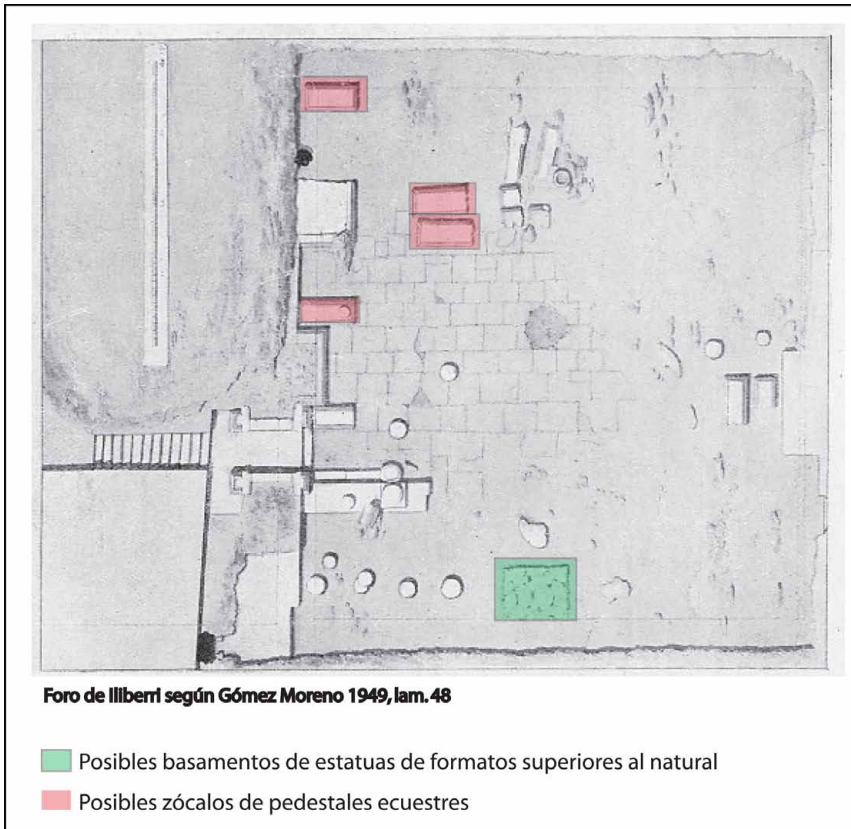 Foro de Iliberri según Gómez Moreno 1949, lam. 48
Posibles basamentos de estatuas de formatos superiores al natural
Posibles zócalos de pedestales ecuestres